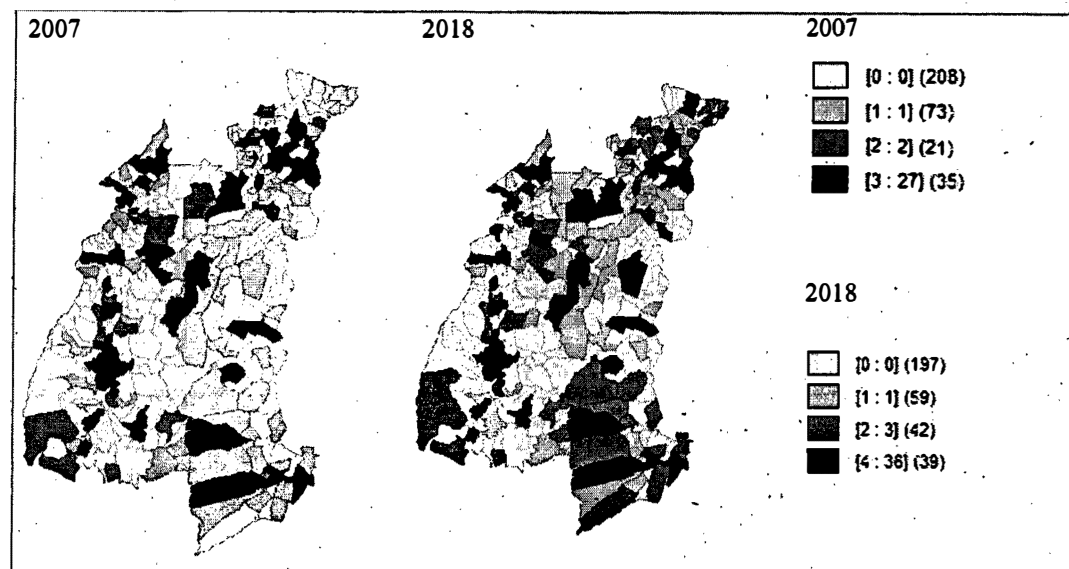 2007
2018
2007
[0 : 0] (208)
[1 : 1] (73)
[2 : 2] (21)
[3 : 27] (35)
2018
[0 : 0] (197)
[1 : 1] (59)
[2 : 3] (42)
[4 : 36] (39)